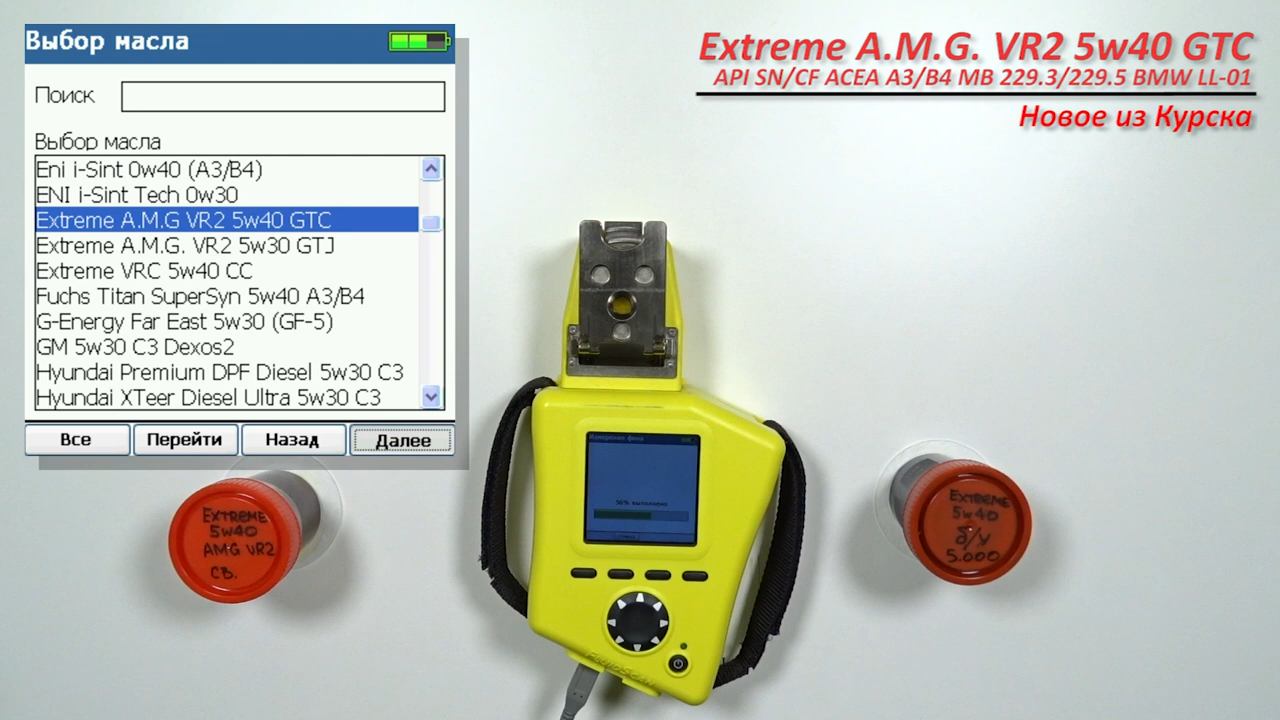 Выбор масла
Поиск
Выбор масла
Eni i-Sint 0w40 (A3/B4)
ENI i-Sint Tech 0w30
Extreme A.M.G VR2 5w40 GTC
Extreme A.M.G. VR2 5w30 GTJ
Extreme VRC 5w40 CC
Fuchs Titan SuperSyn 5w40 A3/B4
G-Energy Far East 5w30 (GF-5)
GM 5w30 C3 Dexos2
Hyundai Premium DPF Diesel 5w30 C3
Hyundai XTeer Diesel Ultra 5w30 C3
Все Перейти Назад Далее
Extreme A.M.G. VR2 5w40 GTC
API SN/CF ACEA A3/B4 MB 229.3/229.5 BMW LL-01
Новое из Курска
Измерение фона
56% выполнено
EXTREME
5W40
AMG VR2
СВ.
EXTREME
5W40
б/у
5.000